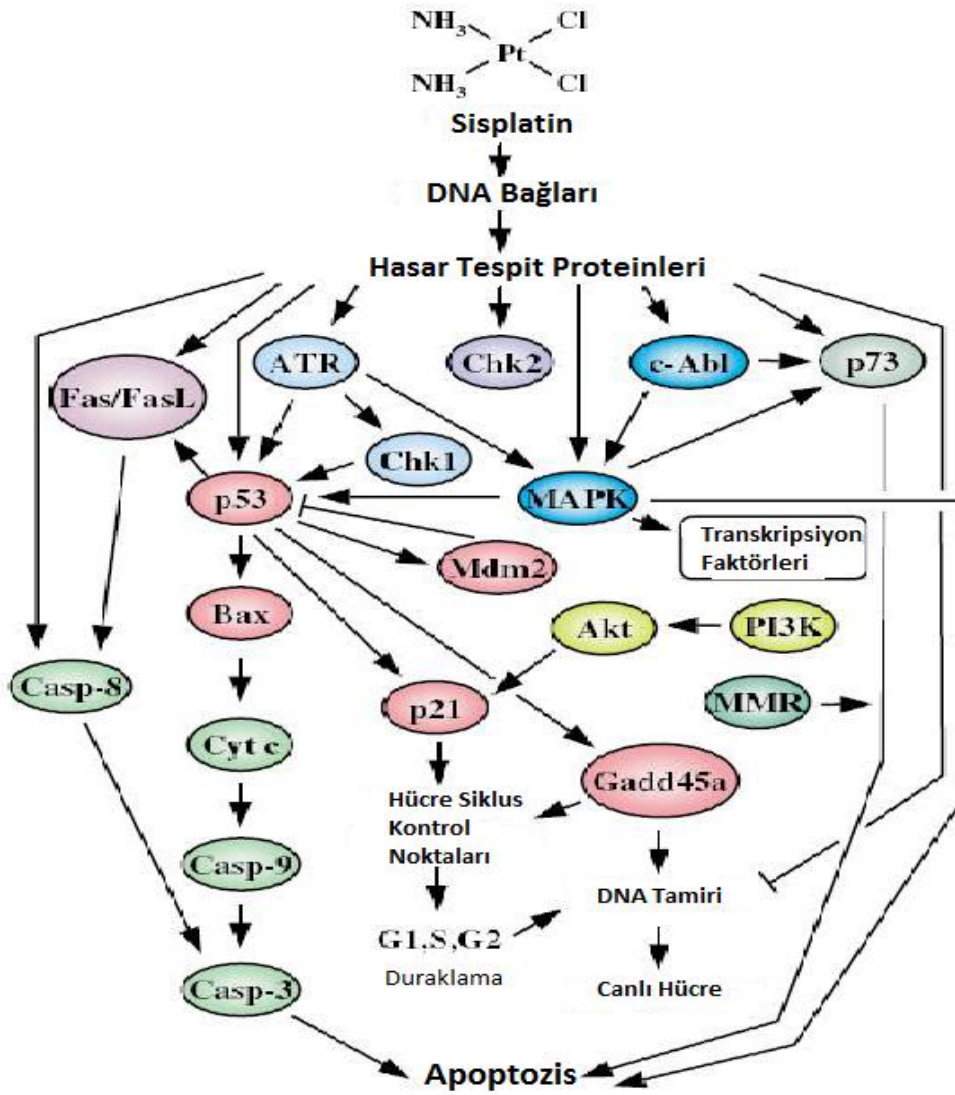 NH3 Cl
Pt
NH3 Cl
Sisplatin
DNA Bağları
Hasar Tespit Proteinleri
ATR
Chk2
c-Abl
p73
Fas/FasL
Chk1
p53
MAPK
Transkripsiyon
Faktörleri
Mdm2
Bax
Akt
PI3K
Casp-8
p21
MMR
Cyt c
Gadd45a
Hücre Siklus
Kontrol
Noktaları
Casp-9
DNA Tamiri
G1,S,G2
Duraklama
Casp-3
Canlı Hücre
Apoptozis